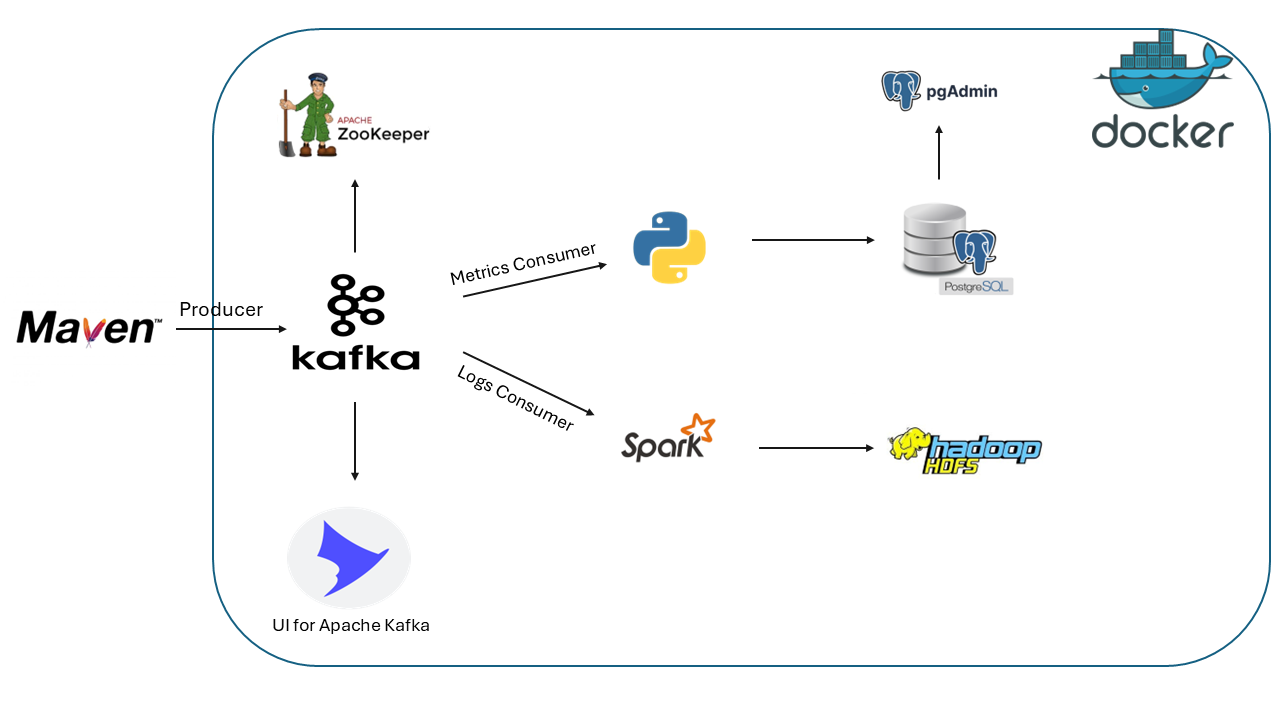 APACHE
ZooKeeper
pgAdmin
docker
PostgreSQL
Metrics Consumer
Producer
Maven™
kafka
Logs Consumer
Spark
hadoop
HDFS
UI for Apache Kafka